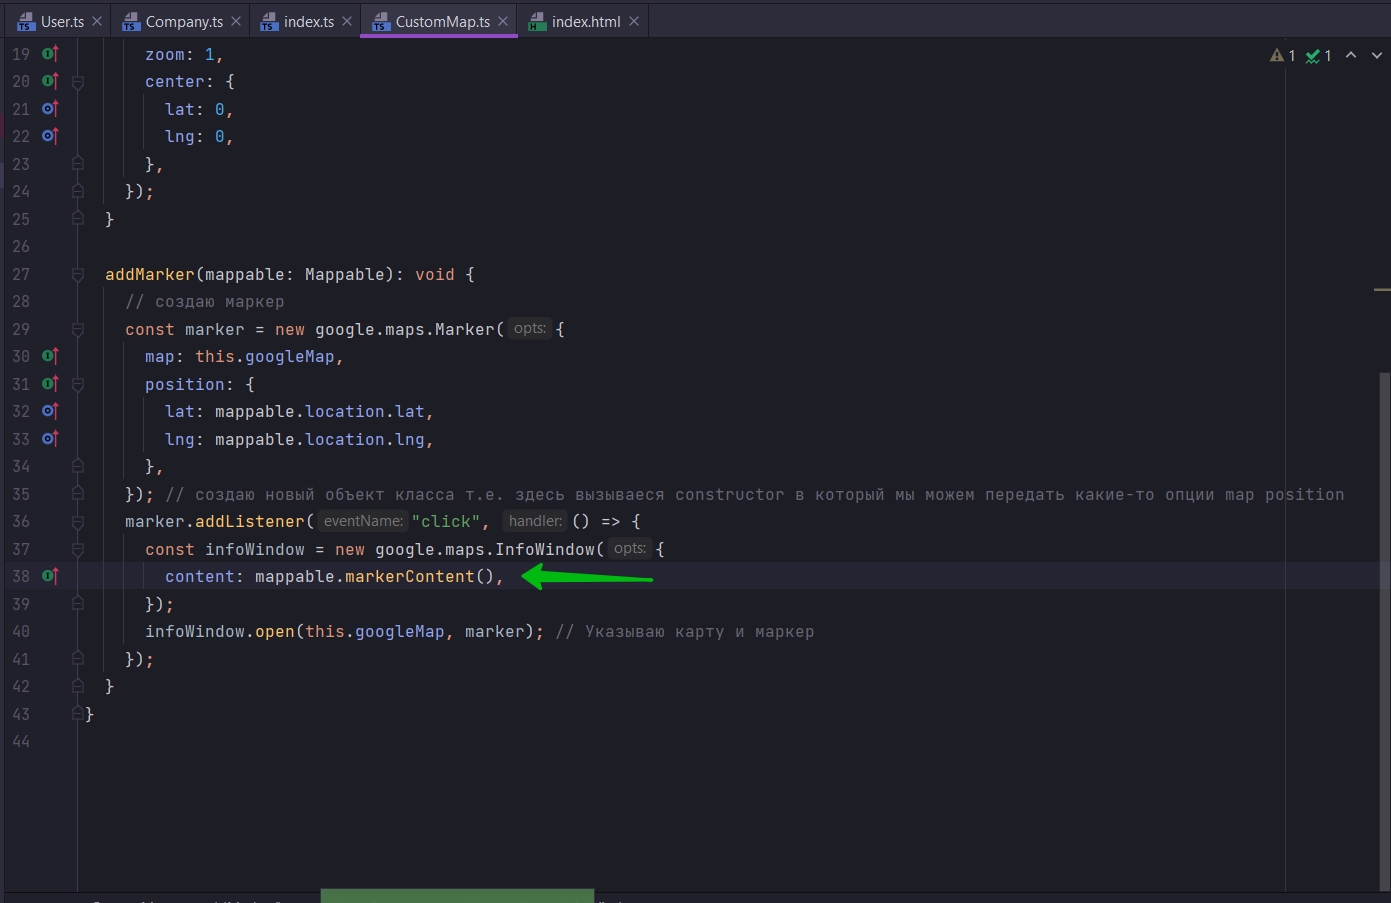 User.ts Company.ts index.ts CustomMap.ts index.html
19 zoom: 1,
1 1
20 center: {
21 lat: 0,
22 lng: 0,
23 },
24 });
25 }
26
27 addMarker(mappable: Mappable): void {
28 // создаю маркер
29 const marker = new google.maps.Marker( opts: {
30 map: this.googleMap,
31 position: {
32 lat: mappable.location.lat,
33 lng: mappable.location.lng,
34 },
35 }); // создаю новый объект класса т.е. здесь вызываеся constructor в который мы можем передать какие-то опции map position
36 marker.addListener( eventName: "click", handler: () => {
37 const infoWindow = new google.maps.InfoWindow( opts: {
38 content: mappable.markerContent(),
39 });
40 infoWindow.open(this.googleMap, marker); // Указываю карту и маркер
41 });
42 }
43 }
44